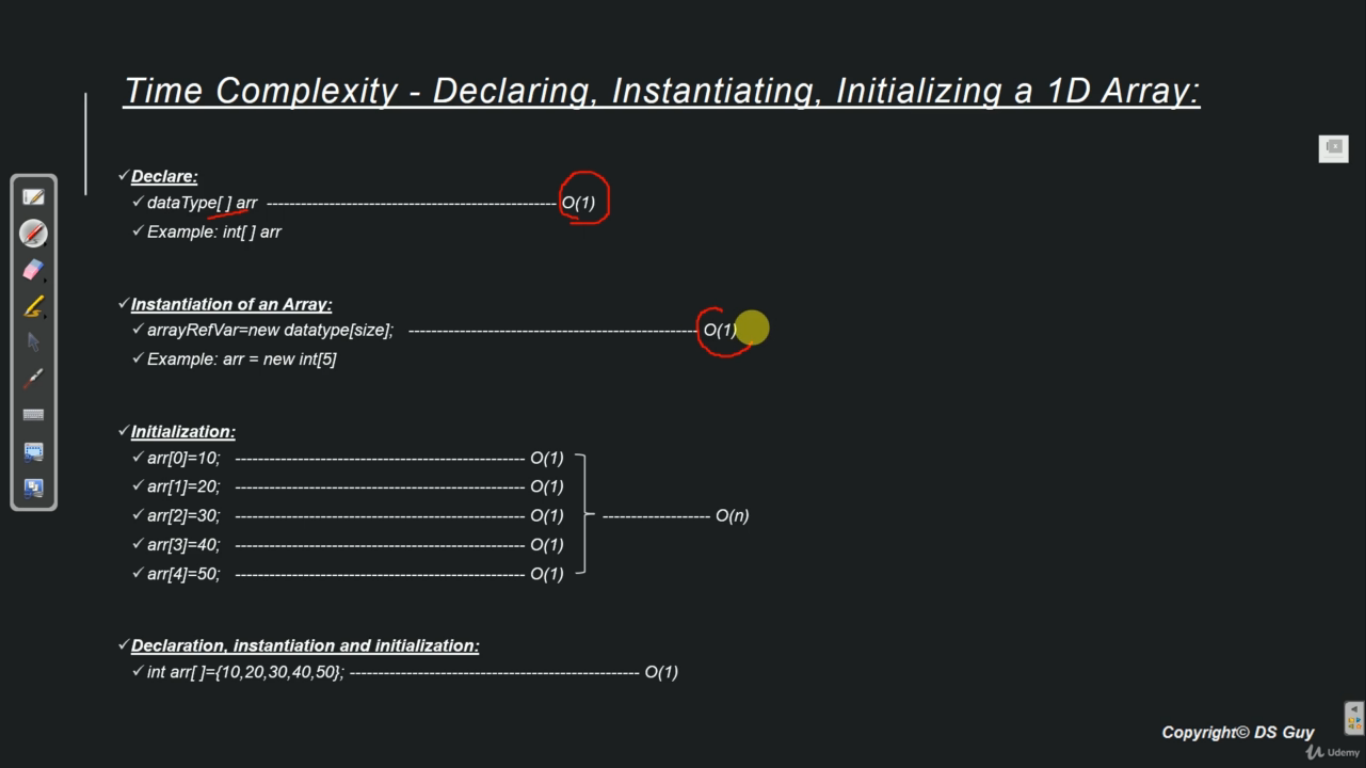 Time Complexity - Declaring, Instantiating, Initializing a 1D Array:
✓Declare:
✓dataType[ ] arr --------------------------------------------------- O(1)
✓Example: int[ ] arr
✓Instantiation of an Array:
✓arrayRefVar=new datatype[size]; --------------------------------------------------- O(1)
✓Example: arr = new int[5]
✓Initialization:
✓arr[0]=10; --------------------------------------------------- O(1)
✓arr[1]=20; --------------------------------------------------- O(1)
✓arr[2]=30; --------------------------------------------------- O(1) ------------------- O(n)
✓arr[3]=40; --------------------------------------------------- O(1)
✓arr[4]=50; --------------------------------------------------- O(1)
✓Declaration, instantiation and initialization:
✓int arr[ ]={10,20,30,40,50}; --------------------------------------------------- O(1)
Copyright© DS Guy
Udemy